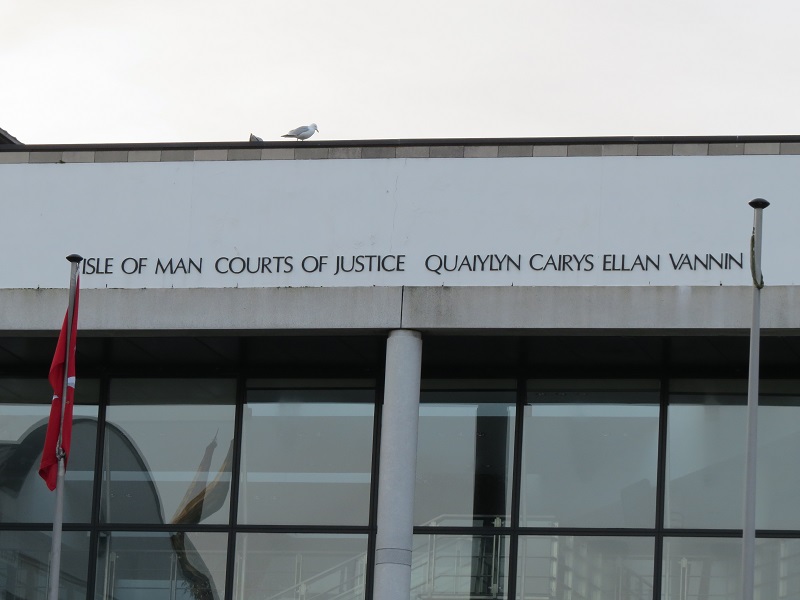 ISLE OF MAN COURTS OF JUSTICE QUAIYLYN CAIRYS ELLAN VANNIN